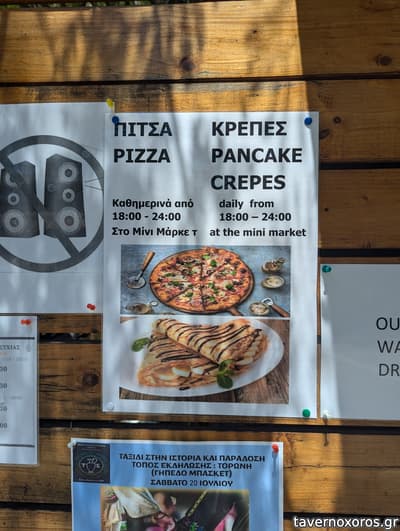 ΠΙΤΣΑ ΚΡΕΠΕΣ
PIZZA PANCAKE
CREPES
Καθημερινά από daily from
18:00 - 24:00 18:00 – 24:00
Στο Μίνι Μάρκε τ at the mini market
OU
WA
DR
ΤΑΞΙΔΙ ΣΤΗΝ ΙΣΤΟΡΙΑ ΚΑΙ ΠΑΡΑΔΟΣΗ
ΤΟΠΟΣ ΕΚΔΗΛΩΣΗΣ : ΤΟΡΩΝΗ
(ΓΗΠΕΔΟ ΜΠΑΣΚΕΤ)
ΣΑΒΒΑΤΟ 20 ΙΟΥΛΙΟΥ
tavernoxoros.gr